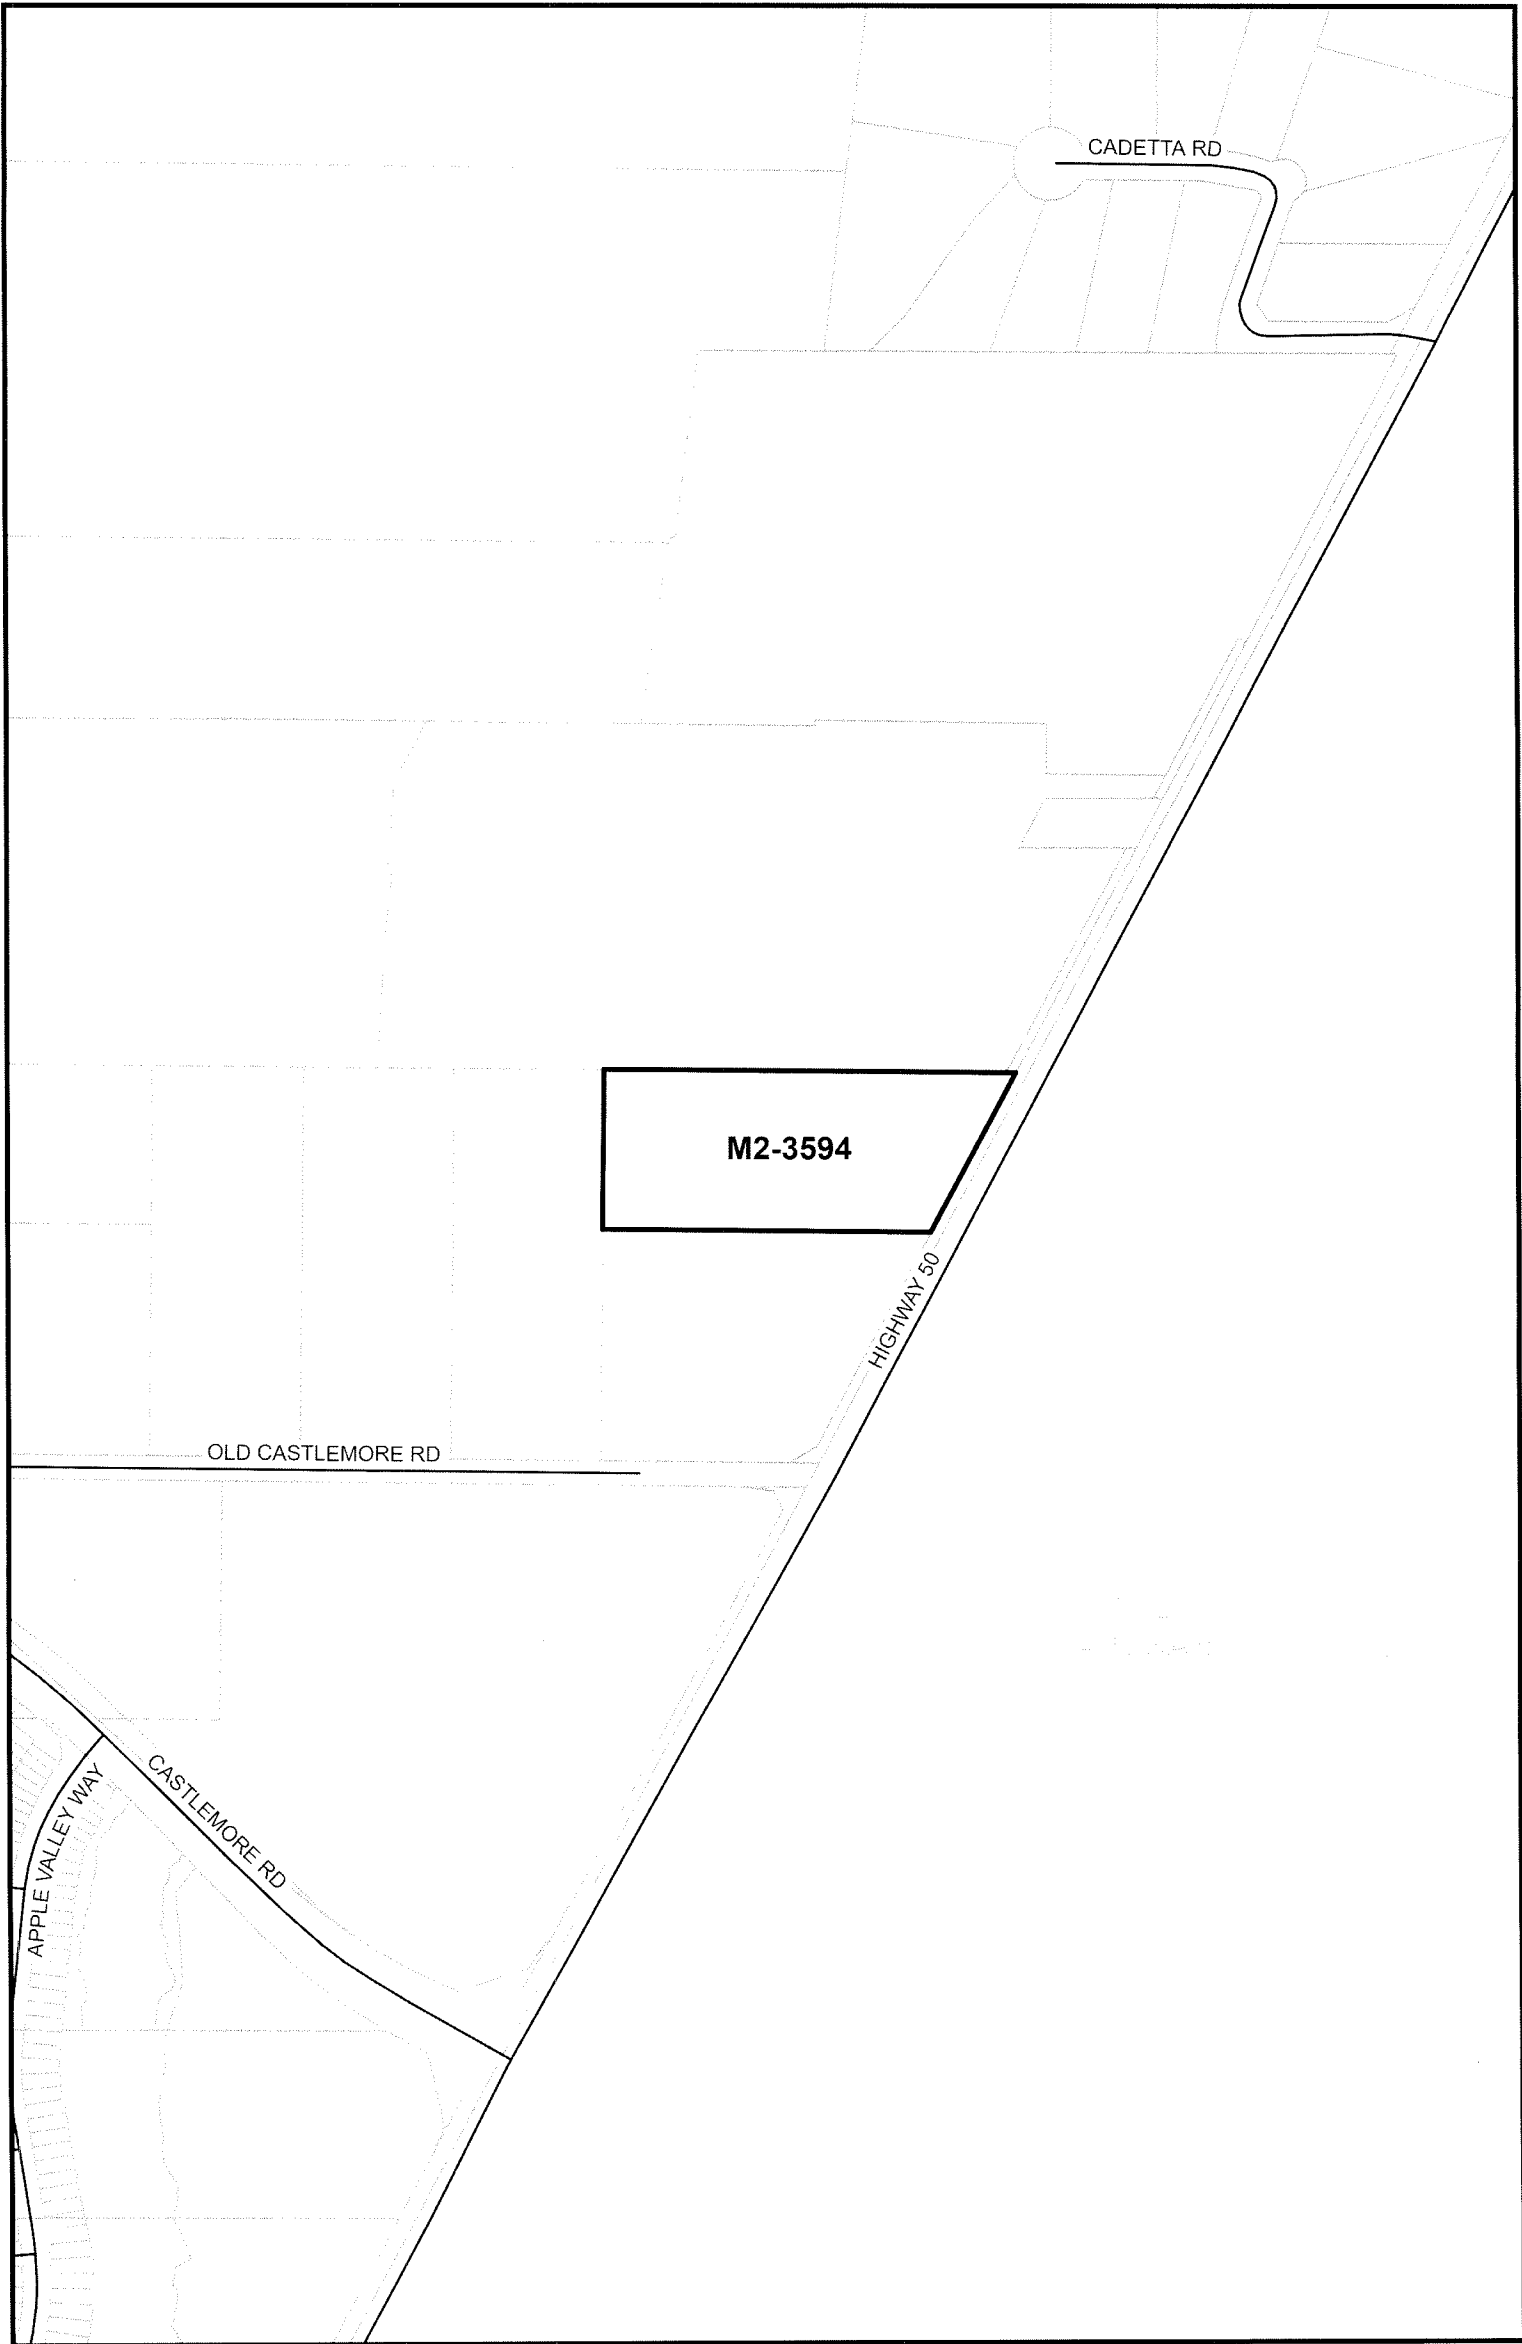 CADETTA RD
M2-3594
HIGHWAY 50
OLD CASTLEMORE RD
CASTLEMORE RD
APPLE VALLEY WAY